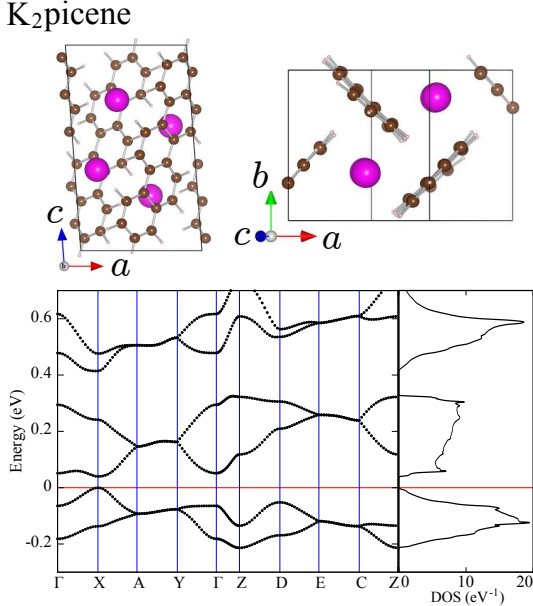 K₂picene
c
a
b
c
a
0.6
0.4
0.2
0
-0.2
Energy (eV)
Γ X A Y Γ Z D E C Z
0 10 20
DOS (eV⁻¹)